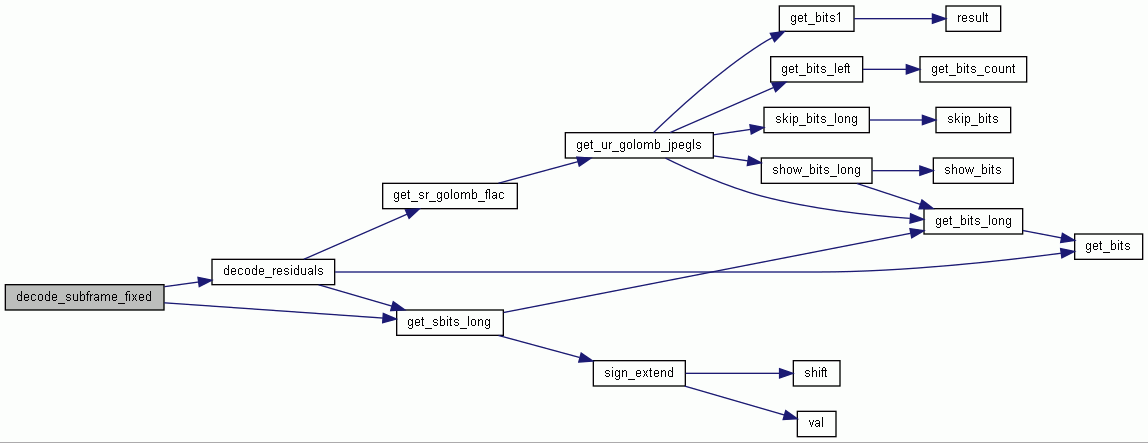 get_bits1
result
get_bits_left
get_bits_count
skip_bits_long
skip_bits
get_ur_golomb_jpegls
show_bits_long
show_bits
get_sr_golomb_flac
get_bits_long
get_bits
decode_residuals
decode_subframe_fixed
get_sbits_long
sign_extend
shift
val